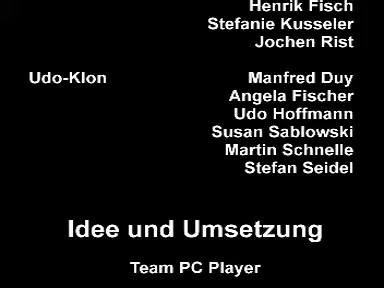 Henrik Fisch
Stefanie Kusseler
Jochen Rist
Udo-Klon Manfred Duy
Angela Fischer
Udo Hoffmann
Susan Sablowski
Martin Schnelle
Stefan Seidel
Idee und Umsetzung
Team PC Player